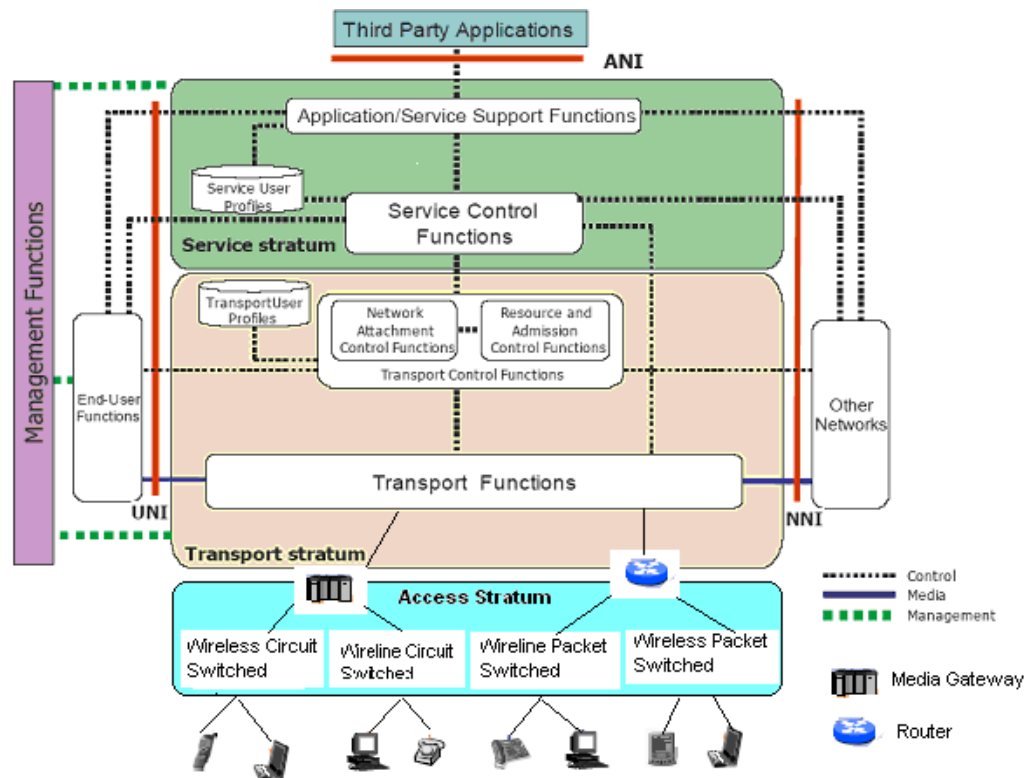 Third Party Applications
ANI
Application/Service Support Functions
Service User
Profiles
Service Control
Functions
Service stratum
Management Functions
TransportUser
Profiles
Network
Attachment
Control Functions
Resource and
Admission
Control Functions
Transport Control Functions
End-User
Functions
Other
Networks
Transport Functions
UNI
NNI
Transport stratum
Access Stratum
Wireless Circuit
Switched
Wireline Circuit
Switched
Wireline Packet
Switched
Wireless Packet
Switched
Control
Media
Management
Media Gateway
Router